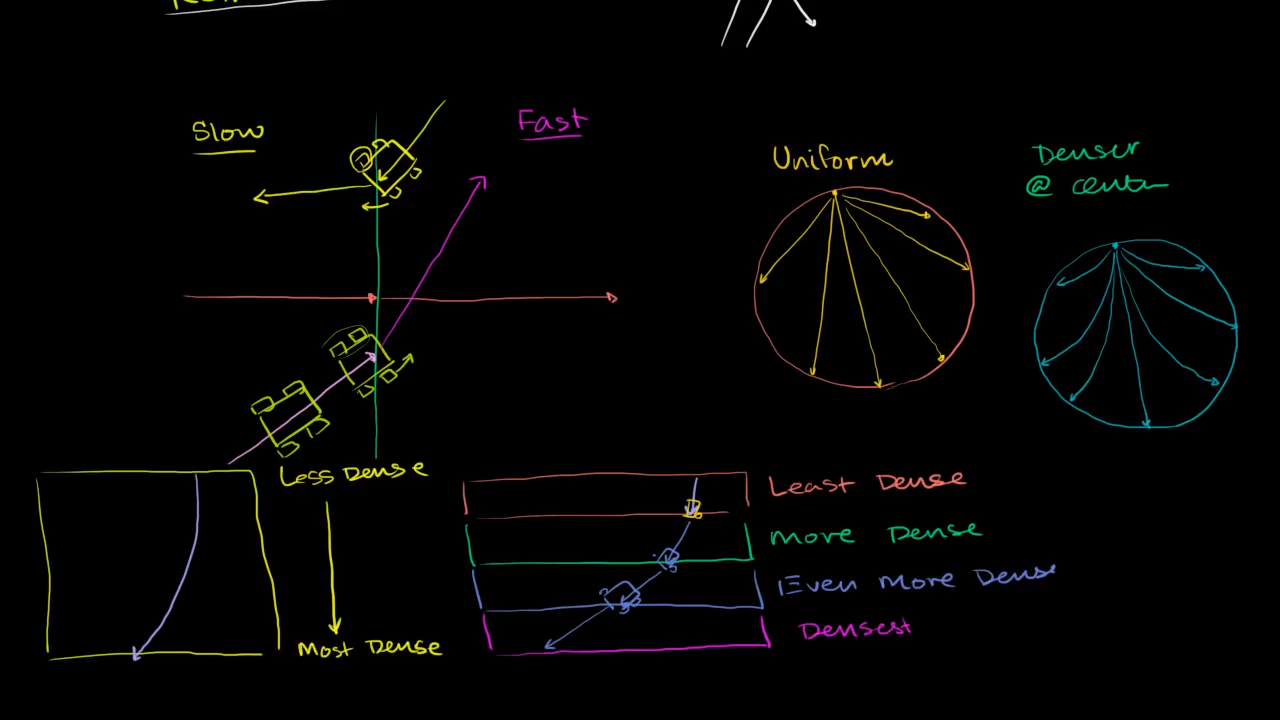 Slow
Fast
Uniform
Denser
@ center
Less Dense
Most Dense
Least Dense
More Dense
Even More Dense
Densest